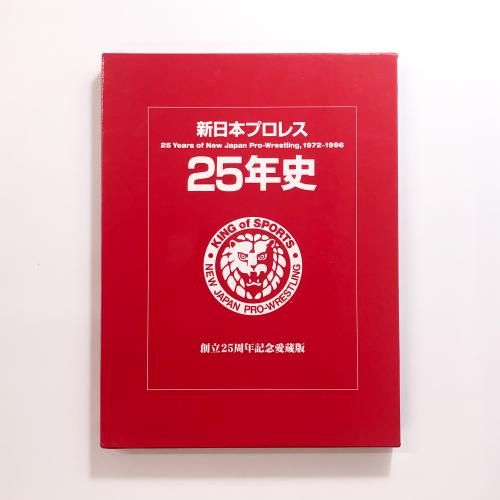 新日本プロレス
25 Years of New Japan Pro-Wrestling, 1972-1996
25年史
KING of SPORTS
NEW JAPAN PRO-WRESTLING
創立25周年記念愛蔵版